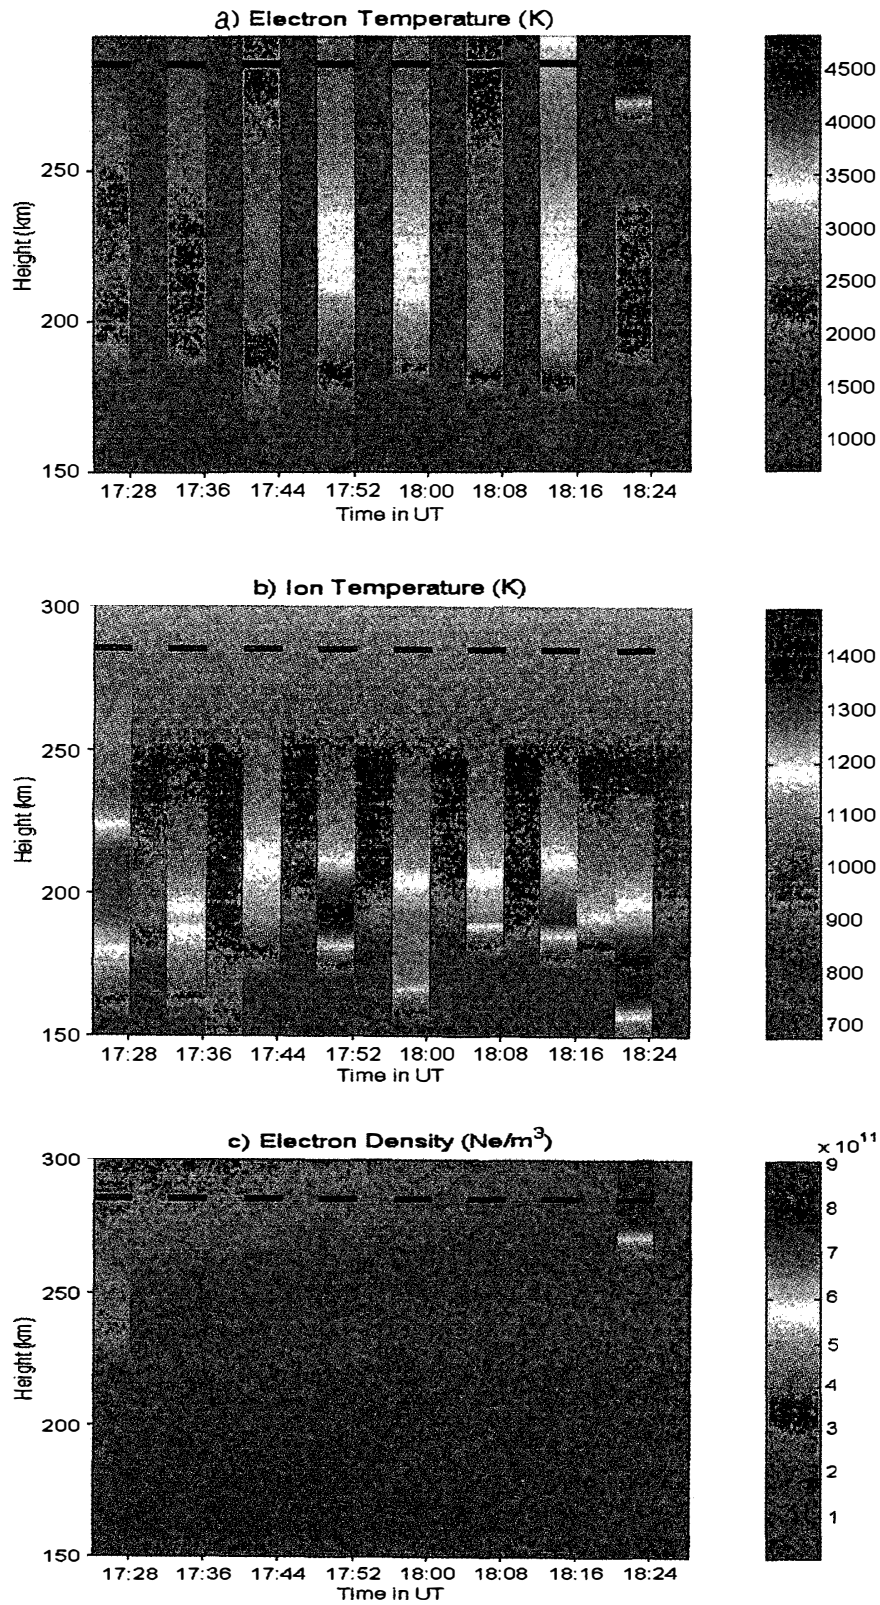 a) Electron Temperature (K)
4500
4000
3500
3000
2500
2000
1500
1000
250
200
150
Height (km)
17:28 17:36 17:44 17:52 18:00 18:08 18:16 18:24
Time in UT
b) Ion Temperature (K)
300
250
200
150
Height (km)
1400
1300
1200
1100
1000
900
800
700
17:28 17:36 17:44 17:52 18:00 18:08 18:16 18:24
Time in UT
c) Electron Density (Ne/m³)
x 10¹¹
300
250
200
150
Height (km)
9
8
7
6
5
4
3
2
1
17:28 17:36 17:44 17:52 18:00 18:08 18:16 18:24
Time in UT